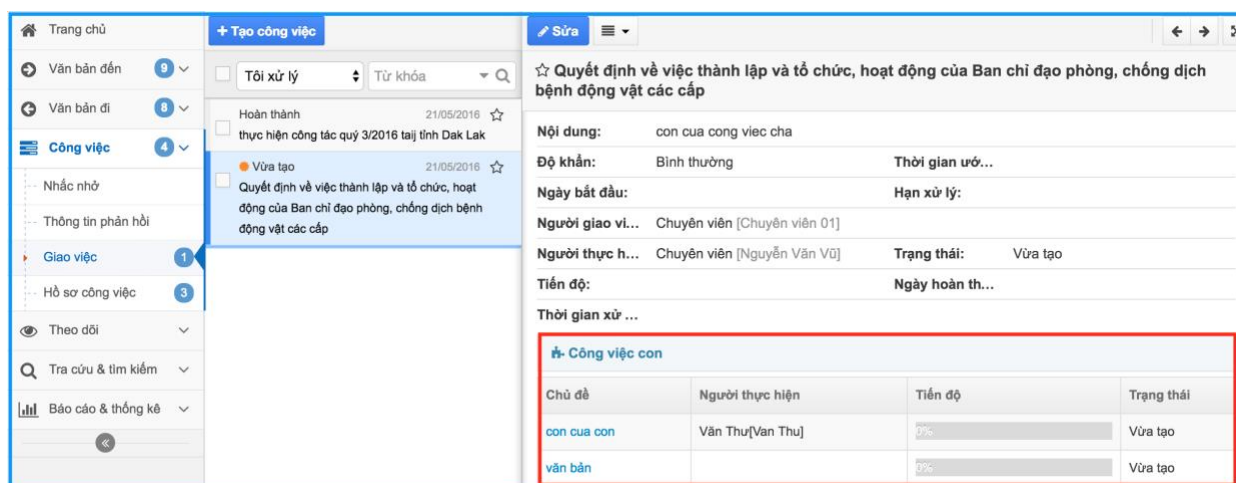 Trang chủ
Văn bản đến 9
Văn bản đi 8
Công việc 4
Nhắc nhở
Thông tin phản hồi
Giao việc 1
Hồ sơ công việc 3
Theo dõi
Tra cứu & tìm kiếm
Báo cáo & thống kê
+ Tạo công việc
Tôi xử lý Từ khóa
Hoàn thành 21/05/2016
thực hiện công tác quý 3/2016 taij tỉnh Dak Lak
Vừa tạo 21/05/2016
Quyết định về việc thành lập và tổ chức, hoạt
động của Ban chỉ đạo phòng, chống dịch bệnh
động vật các cấp
Sửa
Quyết định về việc thành lập và tổ chức, hoạt động của Ban chỉ đạo phòng, chống dịch
bệnh động vật các cấp
Nội dung: con cua cong viec cha
Độ khẩn: Bình thường Thời gian ướ...
Ngày bắt đầu: Hạn xử lý:
Người giao vi... Chuyên viên [Chuyên viên 01]
Người thực h... Chuyên viên [Nguyễn Văn Vũ] Trạng thái: Vừa tạo
Tiến độ: Ngày hoàn th...
Thời gian xử ...
Công việc con
Chủ đề Người thực hiện Tiến độ Trạng thái
con cua con Văn Thư[Van Thu] 0% Vừa tạo
văn bản 0% Vừa tạo